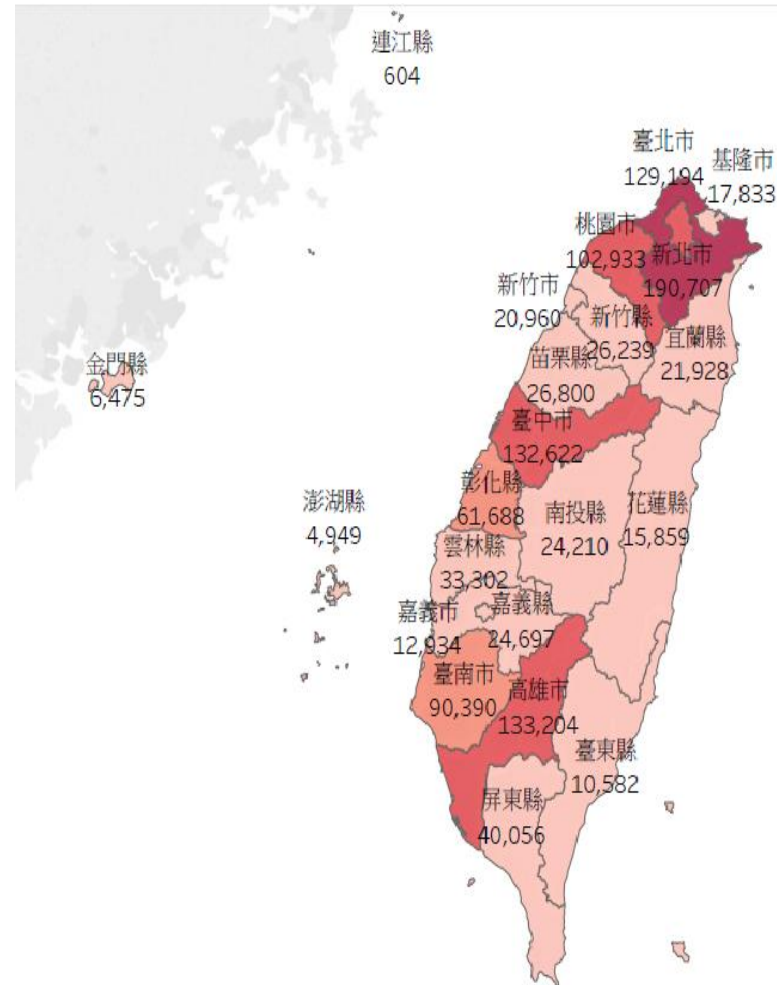 連江縣
604
臺北市
129,194
基隆市
17,833
桃園市
102,933
新北市
190,707
新竹市
20,960
新竹縣
26,239
宜蘭縣
21,928
苗栗縣
26,800
金門縣
6,475
臺中市
132,622
彰化縣
61,688
南投縣
24,210
花蓮縣
15,859
澎湖縣
4,949
雲林縣
33,302
嘉義市
12,934
嘉義縣
24,697
臺南市
90,390
高雄市
133,204
臺東縣
10,582
屏東縣
40,056